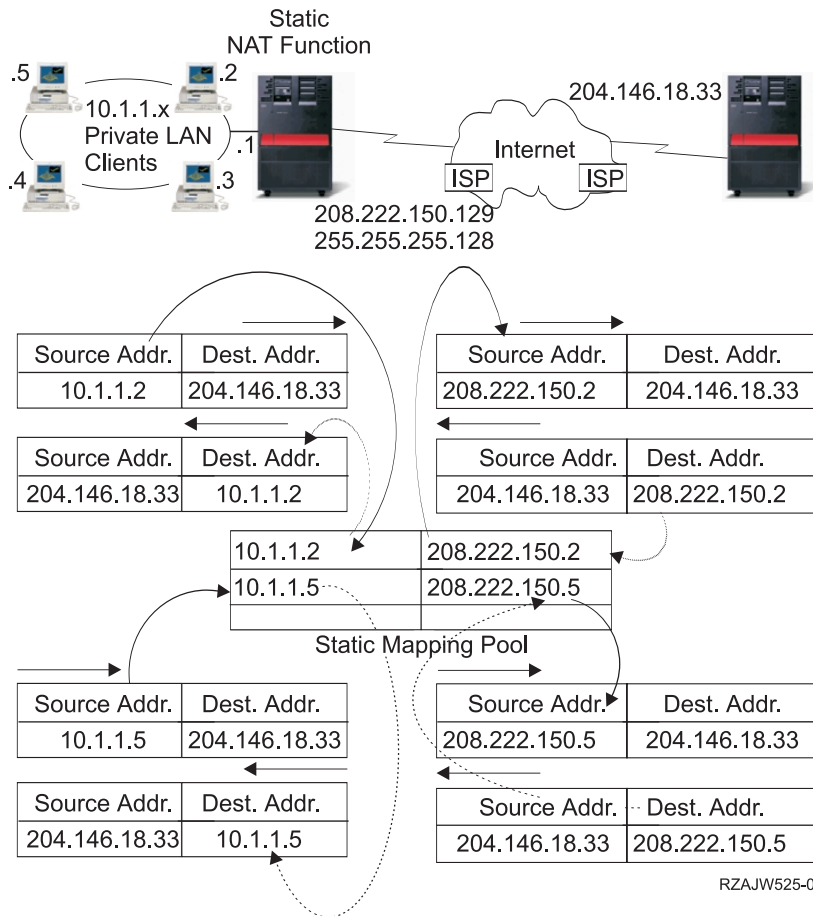 Static
NAT Function
.5
.2
10.1.1.x
Private LAN
Clients
.1
.4
.3
204.146.18.33
Internet
ISP
ISP
208.222.150.129
255.255.255.128
Source Addr. Dest. Addr.
10.1.1.2 204.146.18.33
Source Addr. Dest. Addr.
204.146.18.33 10.1.1.2
Source Addr. Dest. Addr.
208.222.150.2 204.146.18.33
Source Addr. Dest. Addr.
204.146.18.33 208.222.150.2
10.1.1.2 208.222.150.2
10.1.1.5 208.222.150.5
Static Mapping Pool
Source Addr. Dest. Addr.
10.1.1.5 204.146.18.33
Source Addr. Dest. Addr.
204.146.18.33 10.1.1.5
Source Addr. Dest. Addr.
208.222.150.5 204.146.18.33
Source Addr. Dest. Addr.
204.146.18.33 208.222.150.5